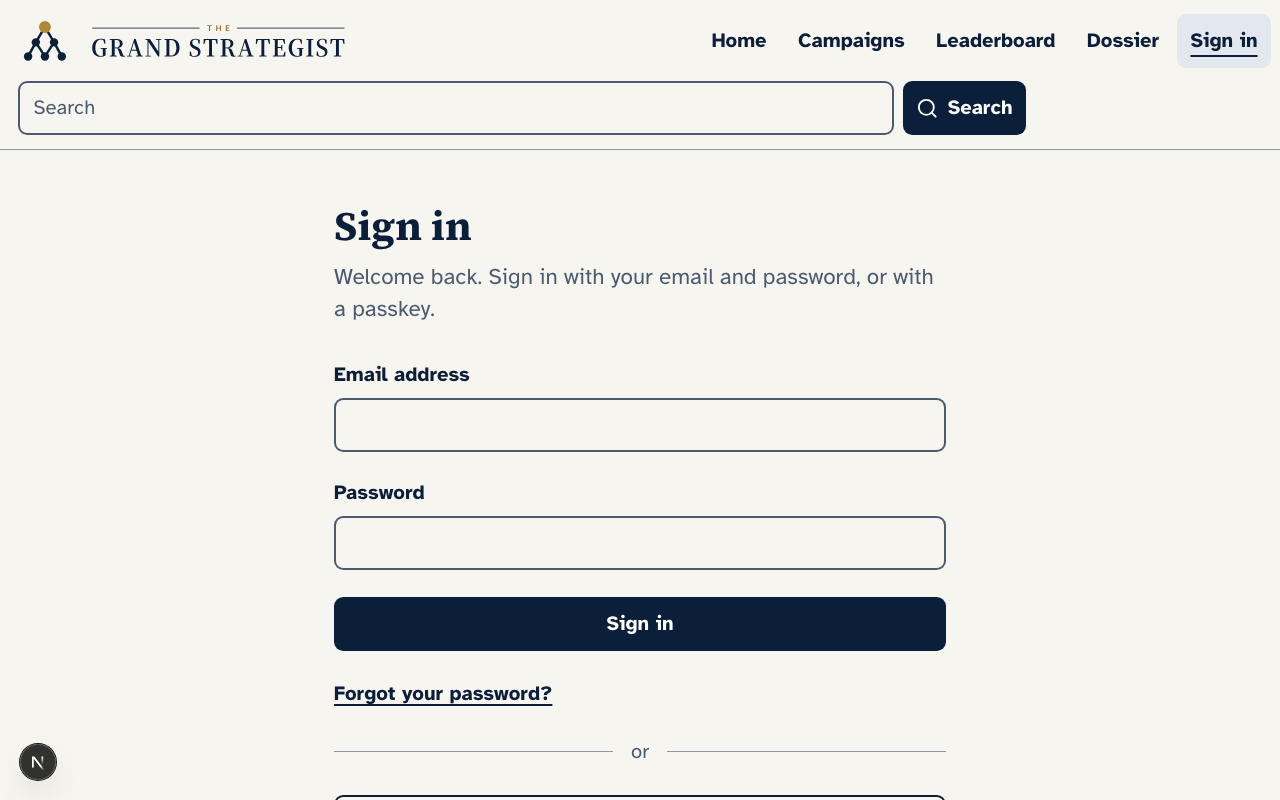 THE
GRAND STRATEGIST
Home Campaigns Leaderboard Dossier Sign in
Search Search
Sign in
Welcome back. Sign in with your email and password, or with
a passkey.
Email address
Password
Sign in
Forgot your password?
or
N